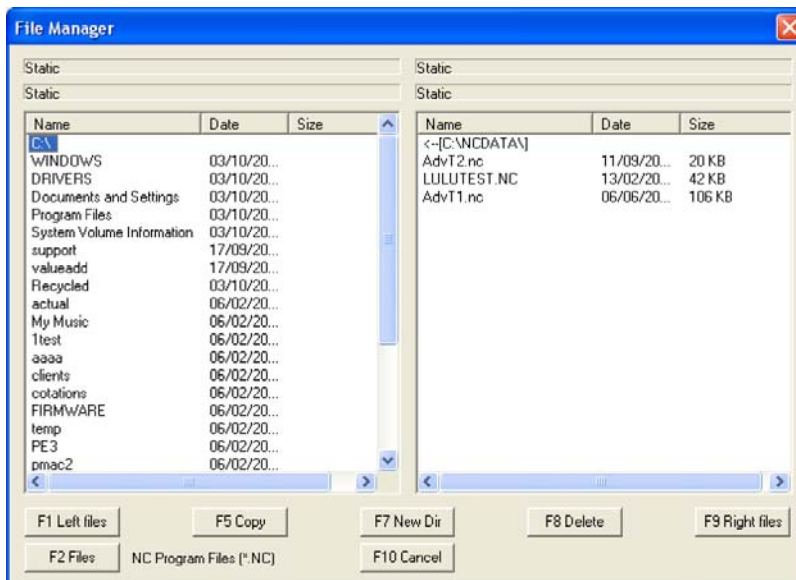 File Manager
Static Static
Static Static
Name Date Size Name Date Size
C:\ <--[C:\NCDATA\]
WINDOWS 03/10/20... AdvT2.nc 11/09/20... 20 KB
DRIVERS 03/10/20... LULUTEST.NC 13/02/20... 42 KB
Documents and Settings 03/10/20... AdvT1.nc 06/06/20... 106 KB
Program Files 03/10/20...
System Volume Information 03/10/20...
support 17/09/20...
valueadd 17/09/20...
Recycled 03/10/20...
actual 06/02/20...
My Music 06/02/20...
1test 06/02/20...
aaaa 06/02/20...
clients 06/02/20...
cotations 06/02/20...
FIRMWARE 06/02/20...
temp 06/02/20...
PE3 06/02/20...
pmac2 06/02/20...
F1 Left files F5 Copy F7 New Dir F8 Delete F9 Right files
F2 Files NC Program Files (*.NC) F10 Cancel